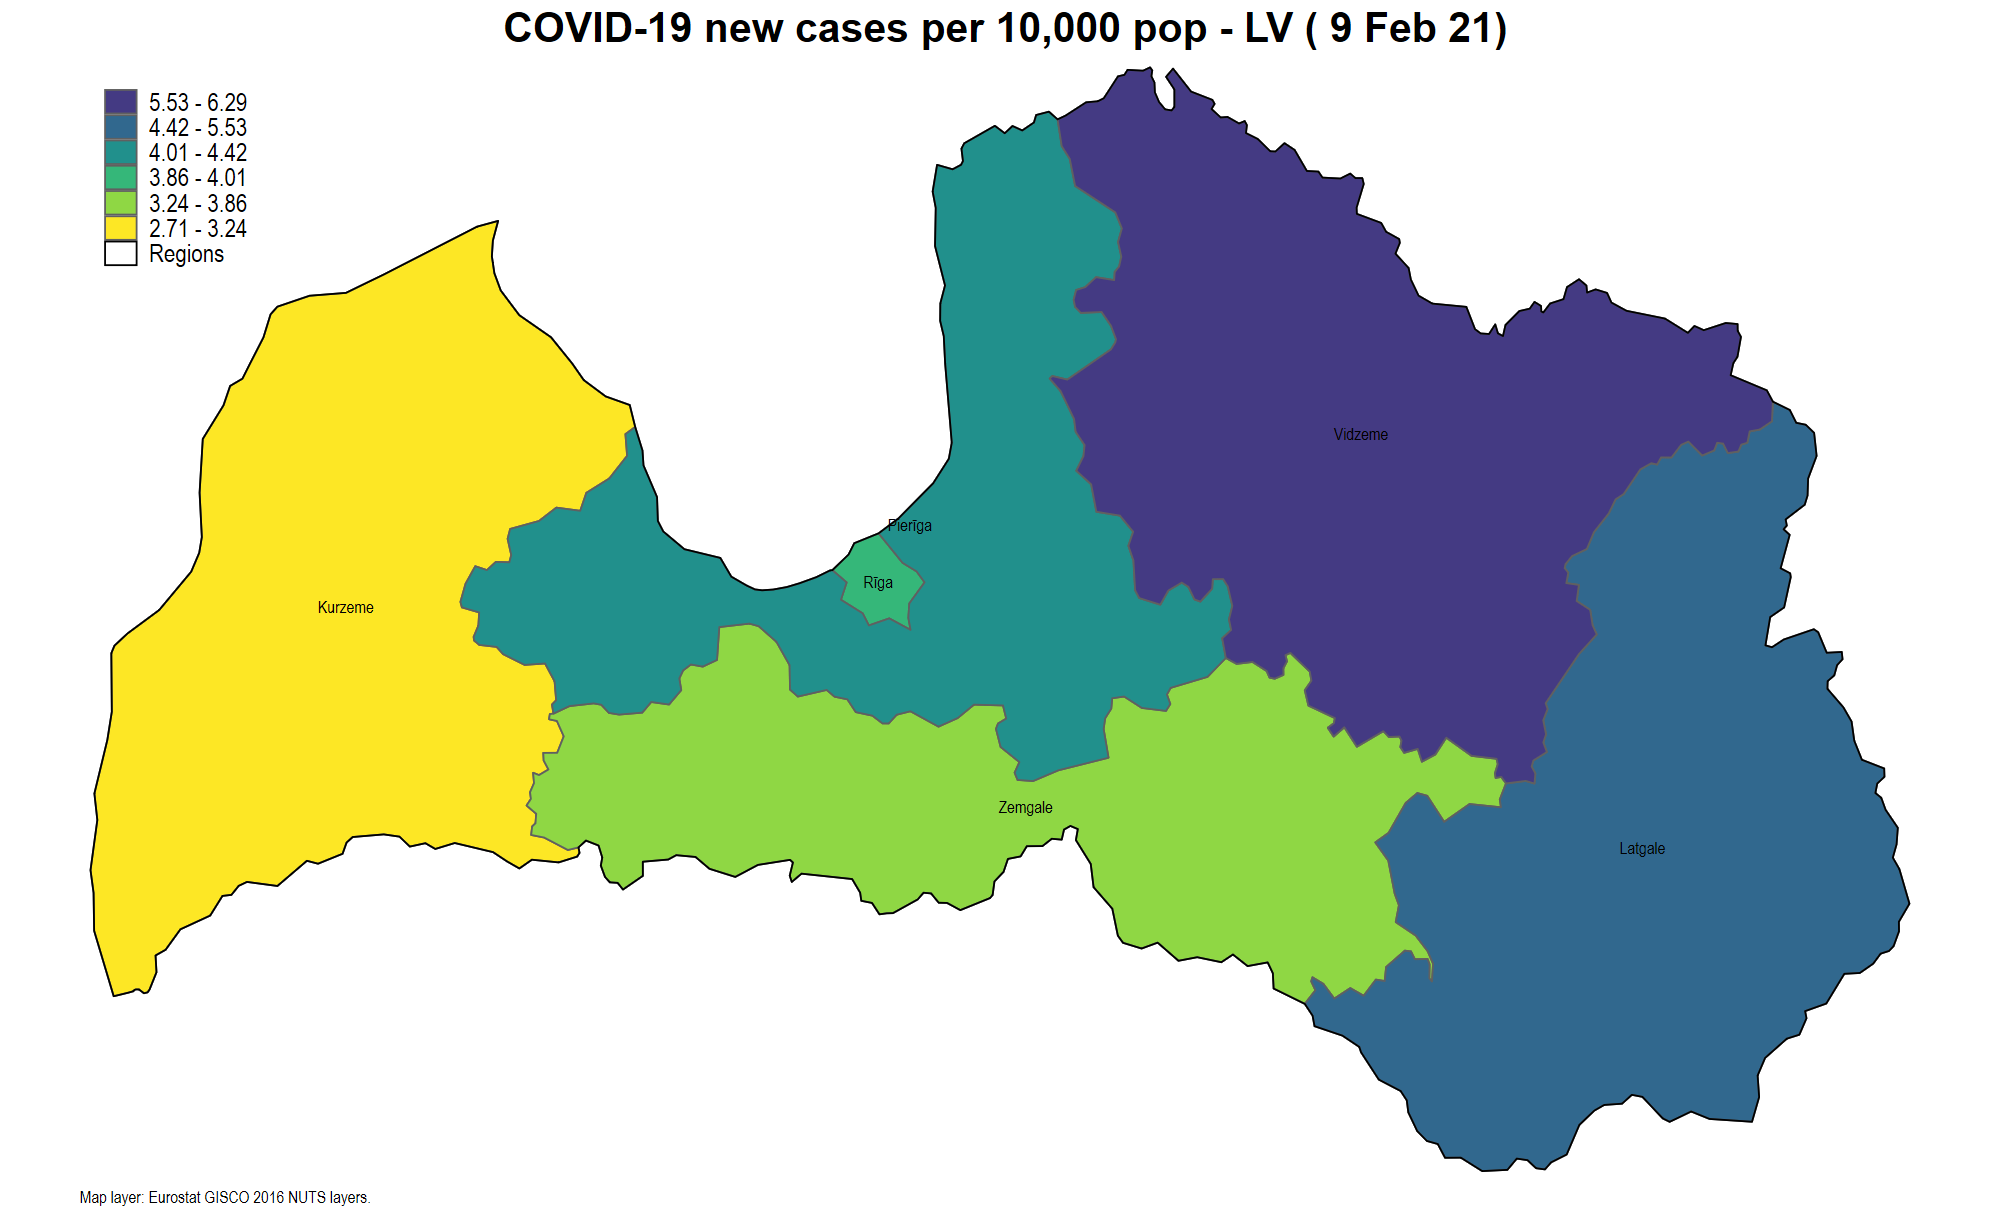 COVID-19 new cases per 10,000 pop - LV ( 9 Feb 21)
5.53 - 6.29
4.42 - 5.53
4.01 - 4.42
3.86 - 4.01
3.24 - 3.86
2.71 - 3.24
Regions
Vidzeme
Pierīga
Rīga
Kurzeme
Zemgale
Latgale
Map layer: Eurostat GISCO 2016 NUTS layers.